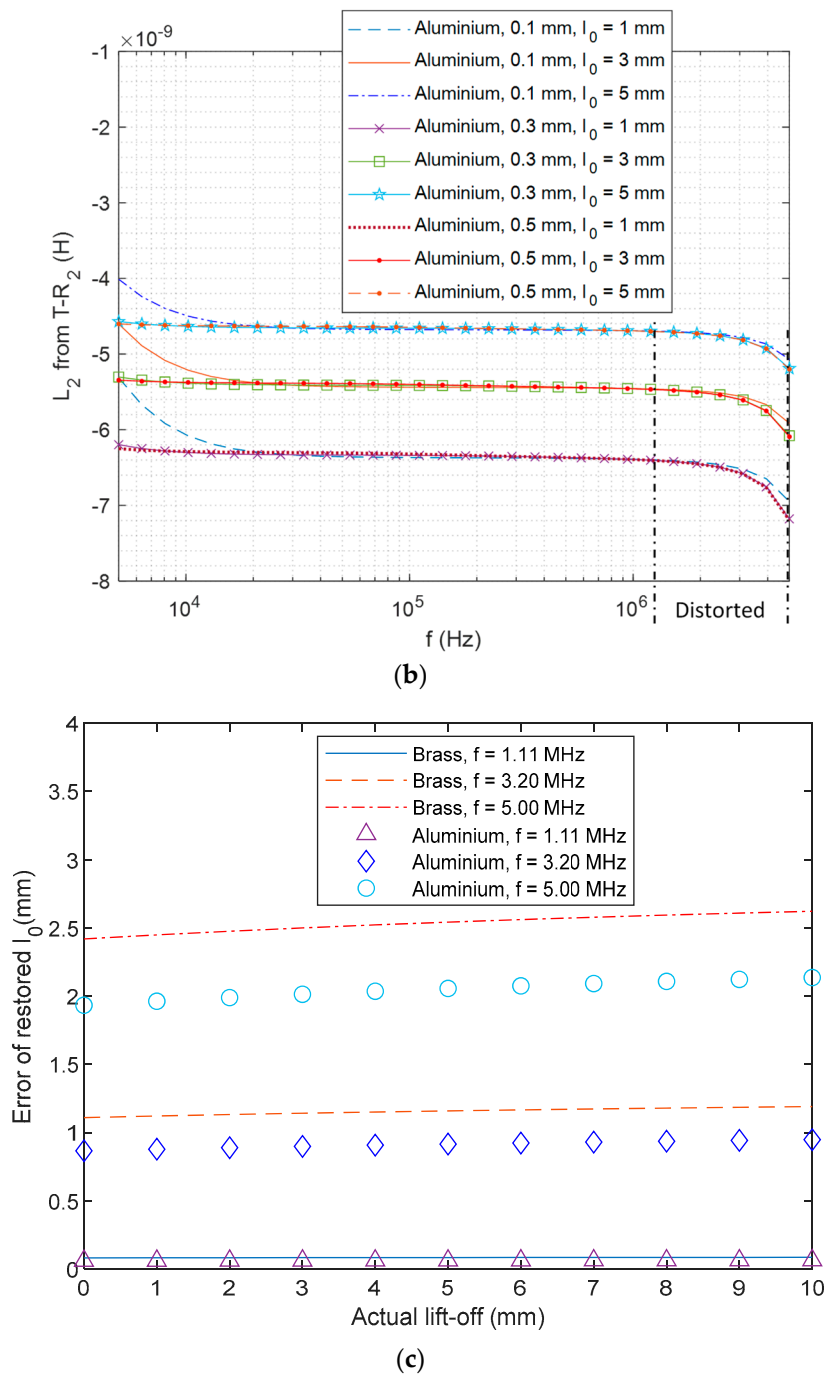 ×10⁻⁹
Aluminium, 0.1 mm, l₀ = 1 mm
Aluminium, 0.1 mm, l₀ = 3 mm
Aluminium, 0.1 mm, l₀ = 5 mm
Aluminium, 0.3 mm, l₀ = 1 mm
Aluminium, 0.3 mm, l₀ = 3 mm
Aluminium, 0.3 mm, l₀ = 5 mm
Aluminium, 0.5 mm, l₀ = 1 mm
Aluminium, 0.5 mm, l₀ = 3 mm
Aluminium, 0.5 mm, l₀ = 5 mm
-1
-2
-3
-4
-5
-6
-7
-8
L₂ from T-R₂ (H)
10⁴ 10⁵ 10⁶ Distorted
f (Hz)
(b)
Brass, f = 1.11 MHz
Brass, f = 3.20 MHz
Brass, f = 5.00 MHz
Aluminium, f = 1.11 MHz
Aluminium, f = 3.20 MHz
Aluminium, f = 5.00 MHz
4
3.5
3
2.5
2
1.5
1
0.5
0
Error of restored l₀(mm)
0 1 2 3 4 5 6 7 8 9 10
Actual lift-off (mm)
(c)